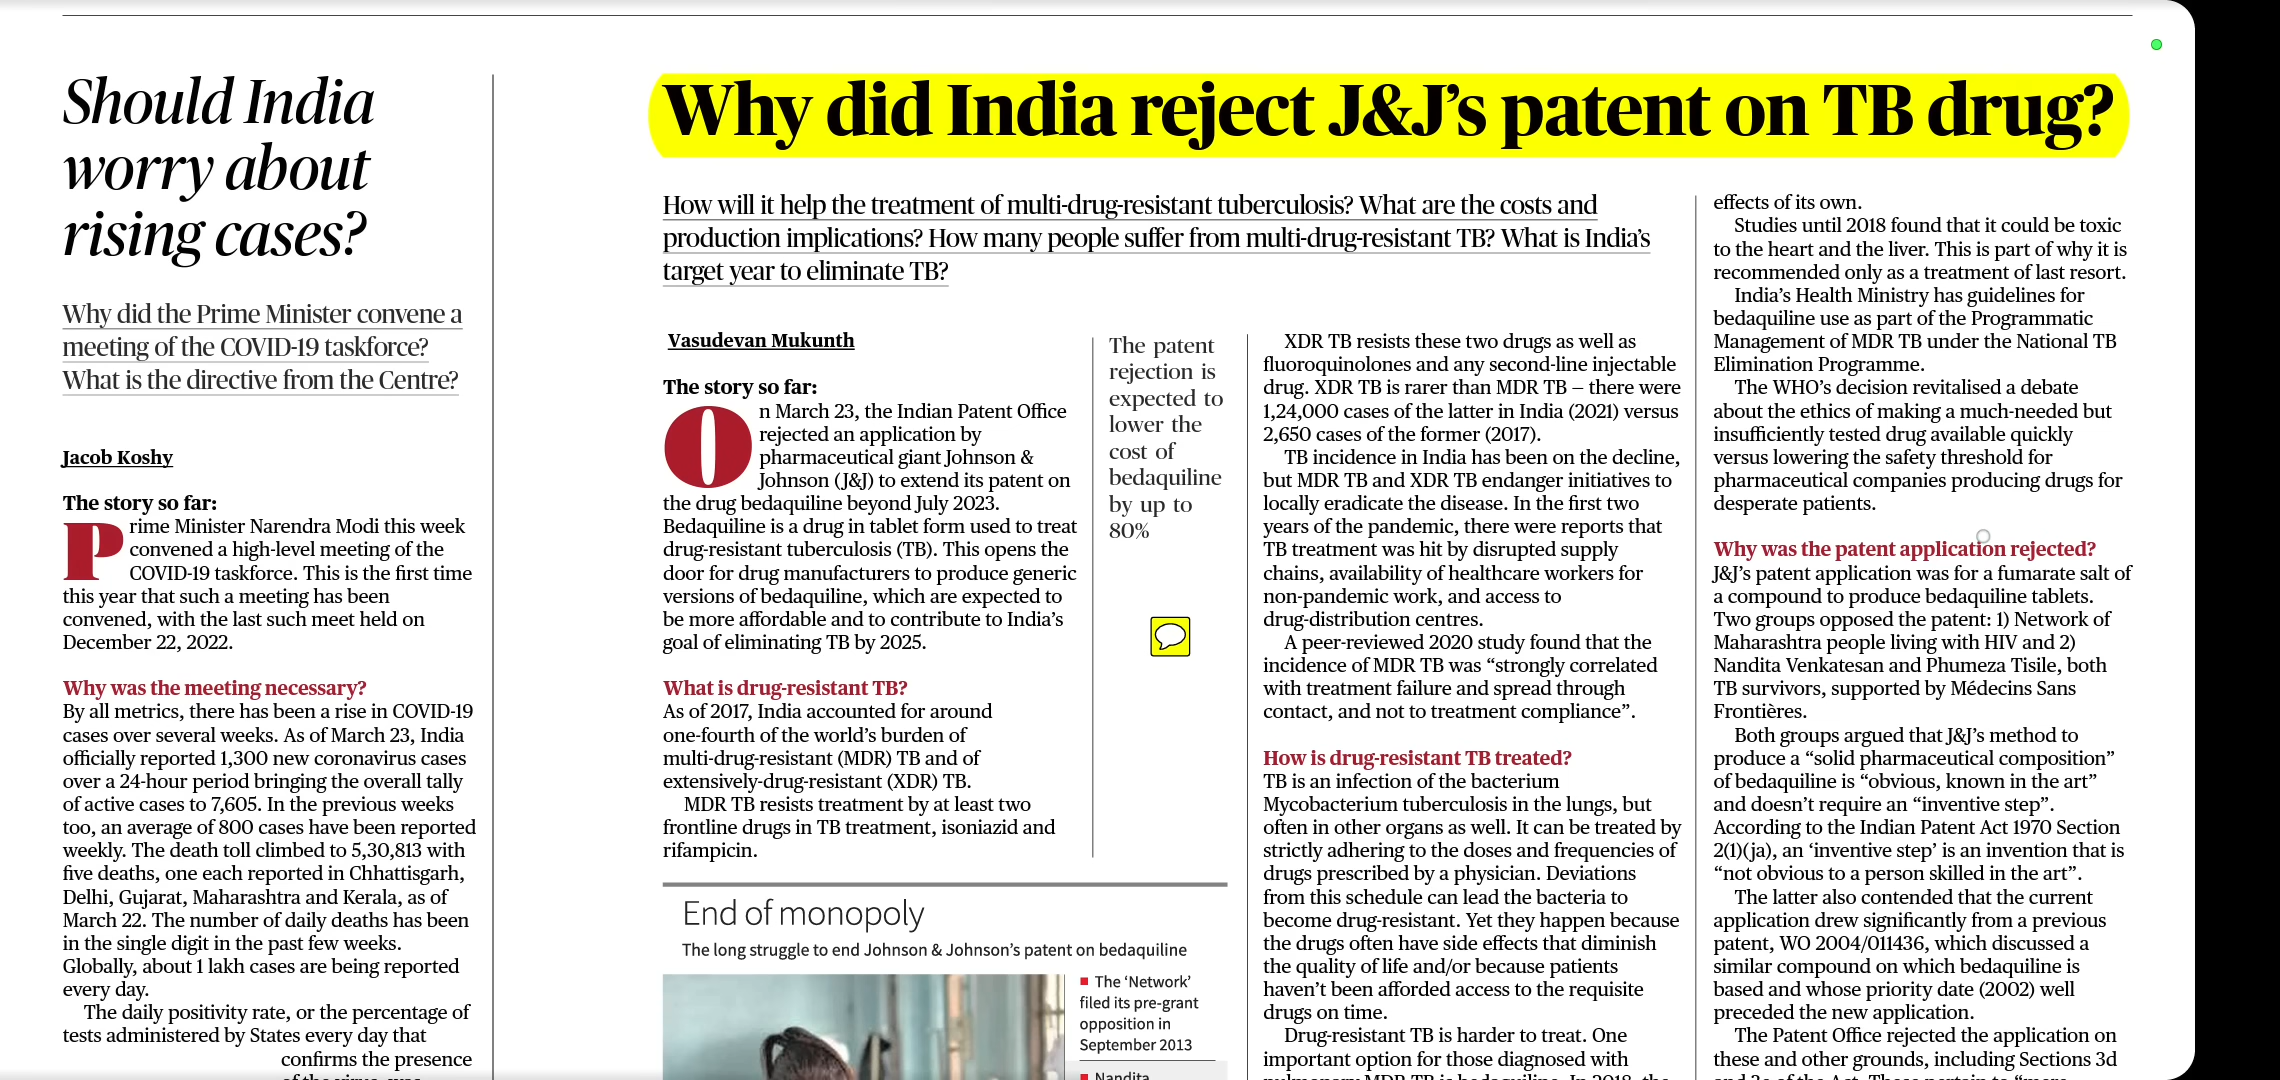 Should India
worry about
rising cases?
Why did the Prime Minister convene a
meeting of the COVID-19 taskforce?
What is the directive from the Centre?
Jacob Koshy
The story so far:
Prime Minister Narendra Modi this week
convened a high-level meeting of the
COVID-19 taskforce. This is the first time
this year that such a meeting has been
convened, with the last such meet held on
December 22, 2022.
Why was the meeting necessary?
By all metrics, there has been a rise in COVID-19
cases over several weeks. As of March 23, India
officially reported 1,300 new coronavirus cases
over a 24-hour period bringing the overall tally
of active cases to 7,605. In the previous weeks
too, an average of 800 cases have been reported
weekly. The death toll climbed to 5,30,813 with
five deaths, one each reported in Chhattisgarh,
Delhi, Gujarat, Maharashtra and Kerala, as of
March 22. The number of daily deaths has been
in the single digit in the past few weeks.
Globally, about 1 lakh cases are being reported
every day.
The daily positivity rate, or the percentage of
tests administered by States every day that
confirms the presence
Why did India reject J&J's patent on TB drug?
How will it help the treatment of multi-drug-resistant tuberculosis? What are the costs and
production implications? How many people suffer from multi-drug-resistant TB? What is India's
target year to eliminate TB?
Vasudevan Mukunth
The story so far:
On March 23, the Indian Patent Office
rejected an application by
pharmaceutical giant Johnson &
Johnson (J&J) to extend its patent on
the drug bedaquiline beyond July 2023.
Bedaquiline is a drug in tablet form used to treat
drug-resistant tuberculosis (TB). This opens the
door for drug manufacturers to produce generic
versions of bedaquiline, which are expected to
be more affordable and to contribute to India's
goal of eliminating TB by 2025.
What is drug-resistant TB?
As of 2017, India accounted for around
one-fourth of the world's burden of
multi-drug-resistant (MDR) TB and of
extensively-drug-resistant (XDR) TB.
MDR TB resists treatment by at least two
frontline drugs in TB treatment, isoniazid and
rifampicin.
The patent
rejection is
expected to
lower the
cost of
bedaquiline
by up to
80%
End of monopoly
The long struggle to end Johnson & Johnson's patent on bedaquiline
The 'Network'
filed its pre-grant
opposition in
September 2013
Nandita
XDR TB resists these two drugs as well as
fluoroquinolones and any second-line injectable
drug. XDR TB is rarer than MDR TB – there were
1,24,000 cases of the latter in India (2021) versus
2,650 cases of the former (2017).
TB incidence in India has been on the decline,
but MDR TB and XDR TB endanger initiatives to
locally eradicate the disease. In the first two
years of the pandemic, there were reports that
TB treatment was hit by disrupted supply
chains, availability of healthcare workers for
non-pandemic work, and access to
drug-distribution centres.
A peer-reviewed 2020 study found that the
incidence of MDR TB was “strongly correlated
with treatment failure and spread through
contact, and not to treatment compliance”.
How is drug-resistant TB treated?
TB is an infection of the bacterium
Mycobacterium tuberculosis in the lungs, but
often in other organs as well. It can be treated by
strictly adhering to the doses and frequencies of
drugs prescribed by a physician. Deviations
from this schedule can lead the bacteria to
become drug-resistant. Yet they happen because
the drugs often have side effects that diminish
the quality of life and/or because patients
haven't been afforded access to the requisite
drugs on time.
Drug-resistant TB is harder to treat. One
important option for those diagnosed with
pulmonary MDR TB is bedaquiline. In 2018, the
effects of its own.
Studies until 2018 found that it could be toxic
to the heart and the liver. This is part of why it is
recommended only as a treatment of last resort.
India's Health Ministry has guidelines for
bedaquiline use as part of the Programmatic
Management of MDR TB under the National TB
Elimination Programme.
The WHO's decision revitalised a debate
about the ethics of making a much-needed but
insufficiently tested drug available quickly
versus lowering the safety threshold for
pharmaceutical companies producing drugs for
desperate patients.
Why was the patent application rejected?
J&J's patent application was for a fumarate salt of
a compound to produce bedaquiline tablets.
Two groups opposed the patent: 1) Network of
Maharashtra people living with HIV and 2)
Nandita Venkatesan and Phumeza Tisile, both
TB survivors, supported by Médecins Sans
Frontières.
Both groups argued that J&J's method to
produce a “solid pharmaceutical composition”
of bedaquiline is “obvious, known in the art”
and doesn't require an “inventive step”.
According to the Indian Patent Act 1970 Section
2(1)(ja), an ‘inventive step’ is an invention that is
“not obvious to a person skilled in the art”.
The latter also contended that the current
application drew significantly from a previous
patent, WO 2004/011436, which discussed a
similar compound on which bedaquiline is
based and whose priority date (2002) well
preceded the new application.
The Patent Office rejected the application on
these and other grounds, including Sections 3d